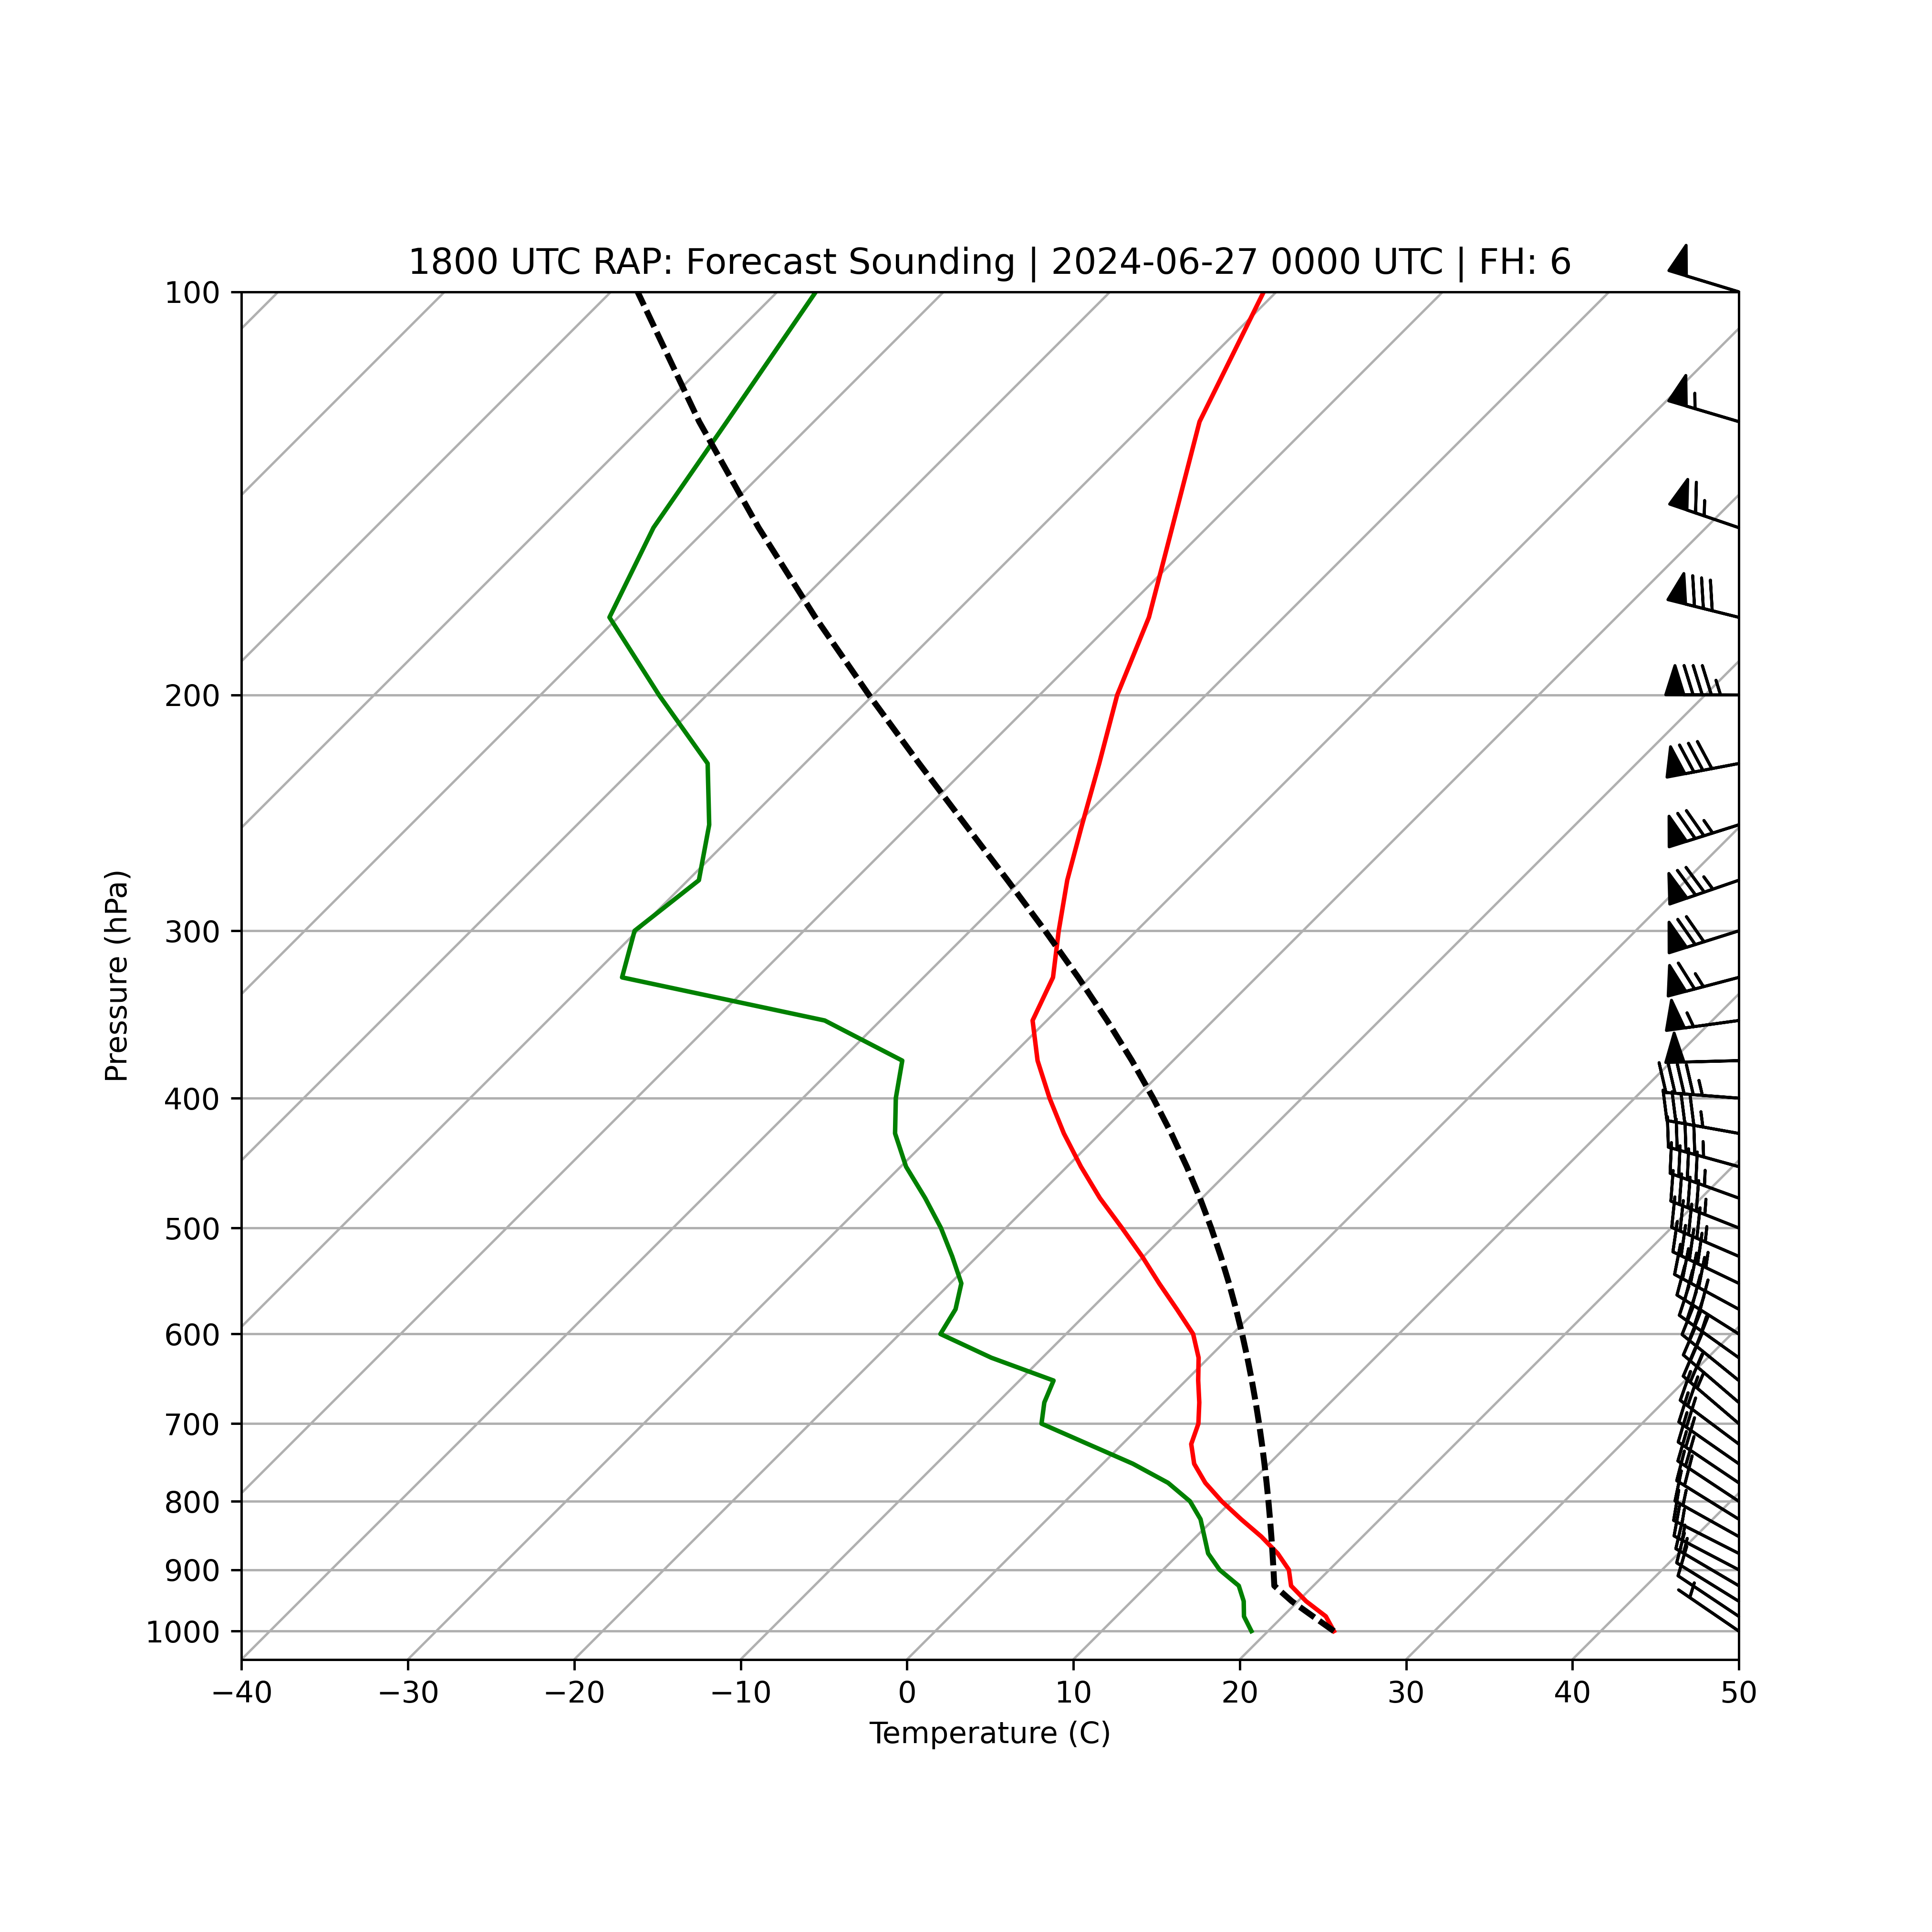 1800 UTC RAP: Forecast Sounding | 2024-06-27 0000 UTC | FH: 6
100
200
300
400
500
600
700
800
900
1000
Pressure (hPa)
−40 −30 −20 −10 0 10 20 30 40 50
Temperature (C)